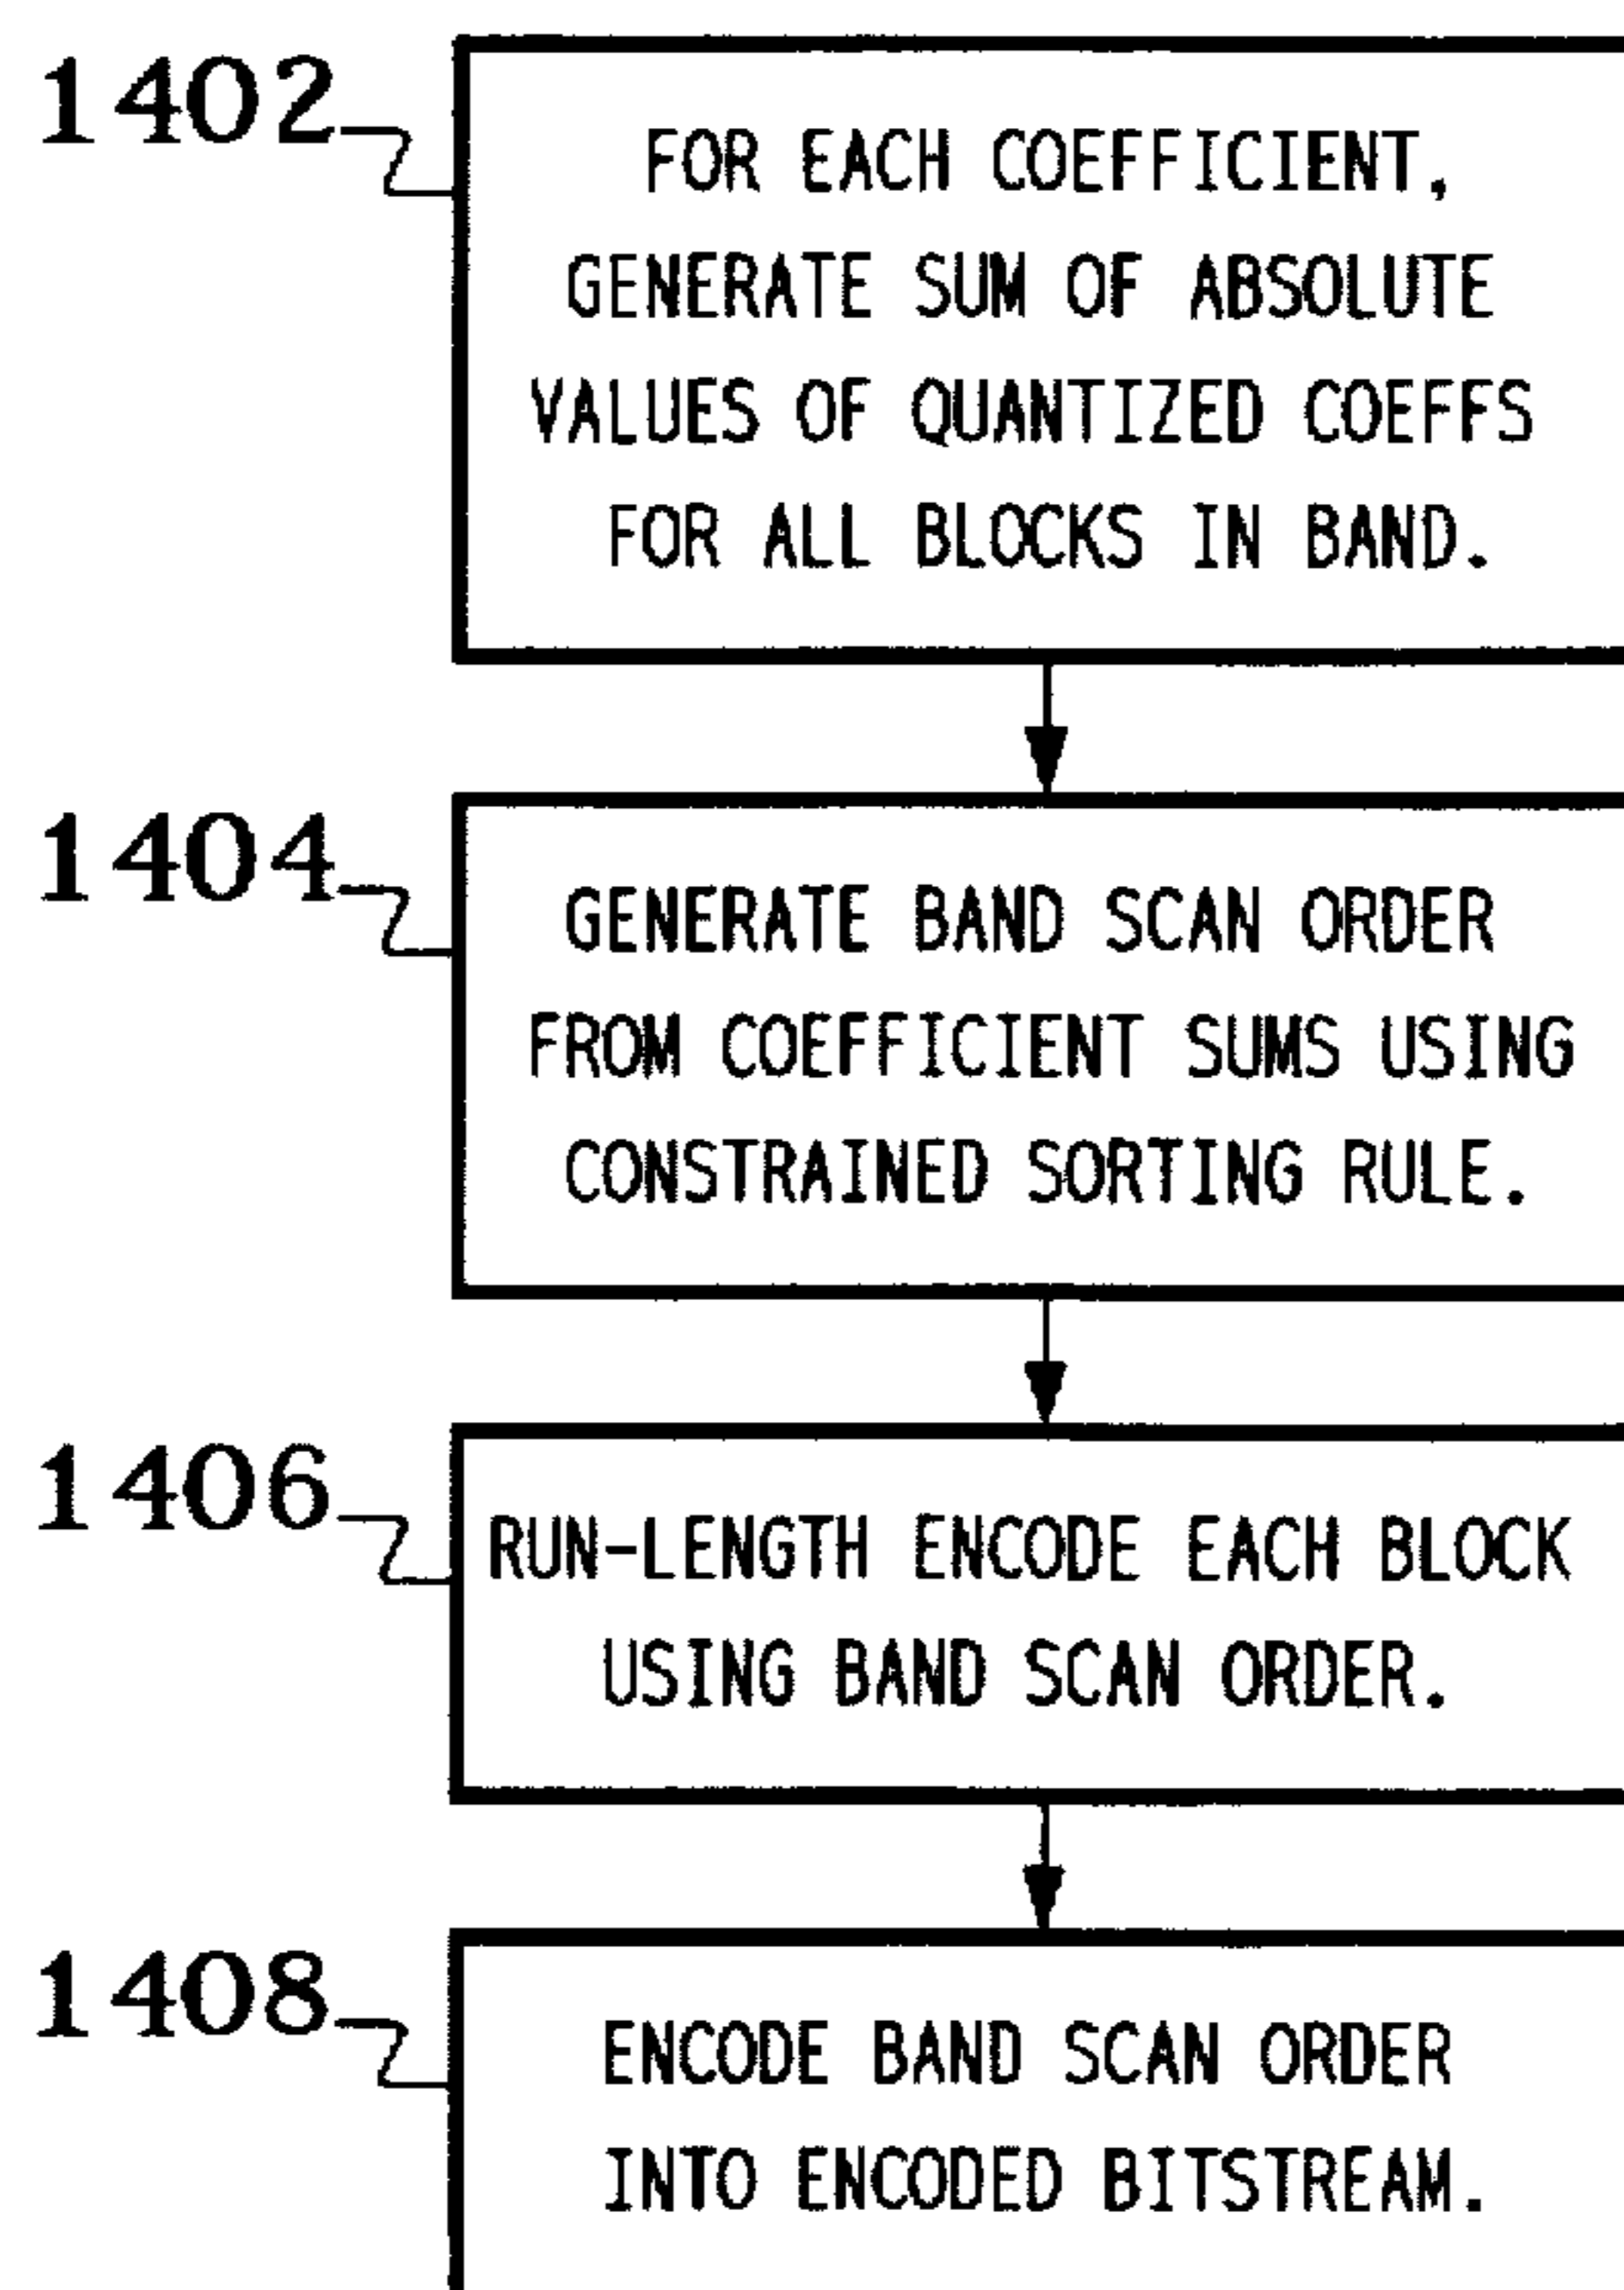 1402
FOR EACH COEFFICIENT,
GENERATE SUM OF ABSOLUTE
VALUES OF QUANTIZED COEFFS
FOR ALL BLOCKS IN BAND.
1404
GENERATE BAND SCAN ORDER
FROM COEFFICIENT SUMS USING
CONSTRAINED SORTING RULE.
1406
RUN-LENGTH ENCODE EACH BLOCK
USING BAND SCAN ORDER.
1408
ENCODE BAND SCAN ORDER
INTO ENCODED BITSTREAM.